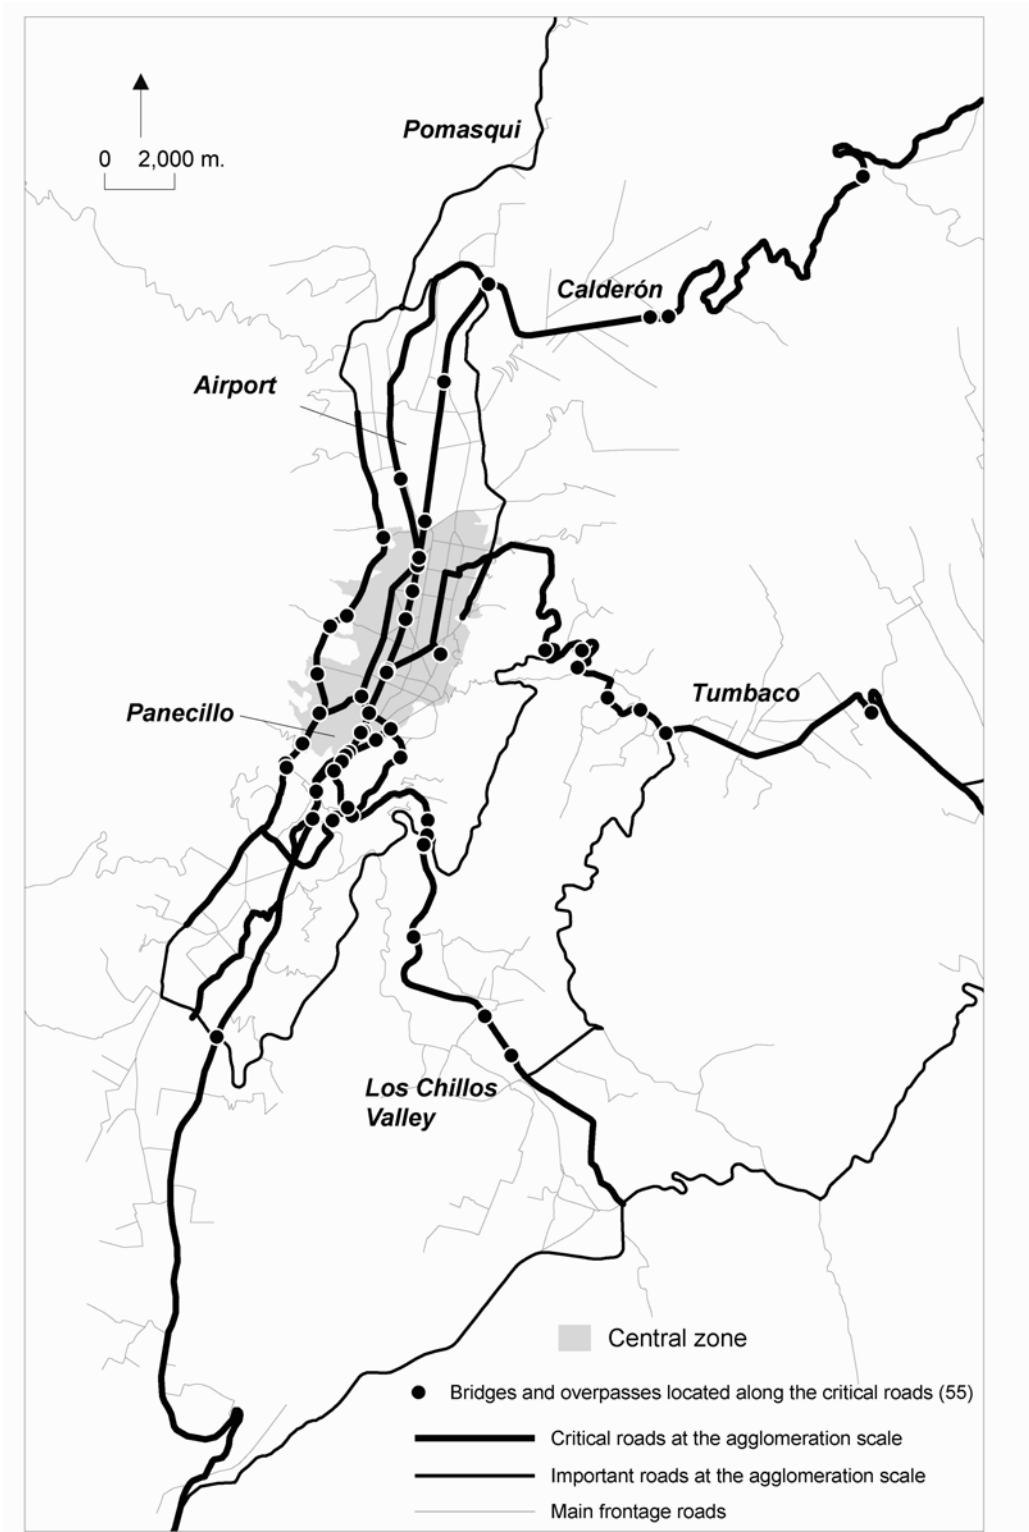 Pomasqui
0 2,000 m.
Calderón
Airport
Tumbaco
Panecillo
Los Chillos
Valley
Central zone
Bridges and overpasses located along the critical roads (55)
Critical roads at the agglomeration scale
Important roads at the agglomeration scale
Main frontage roads